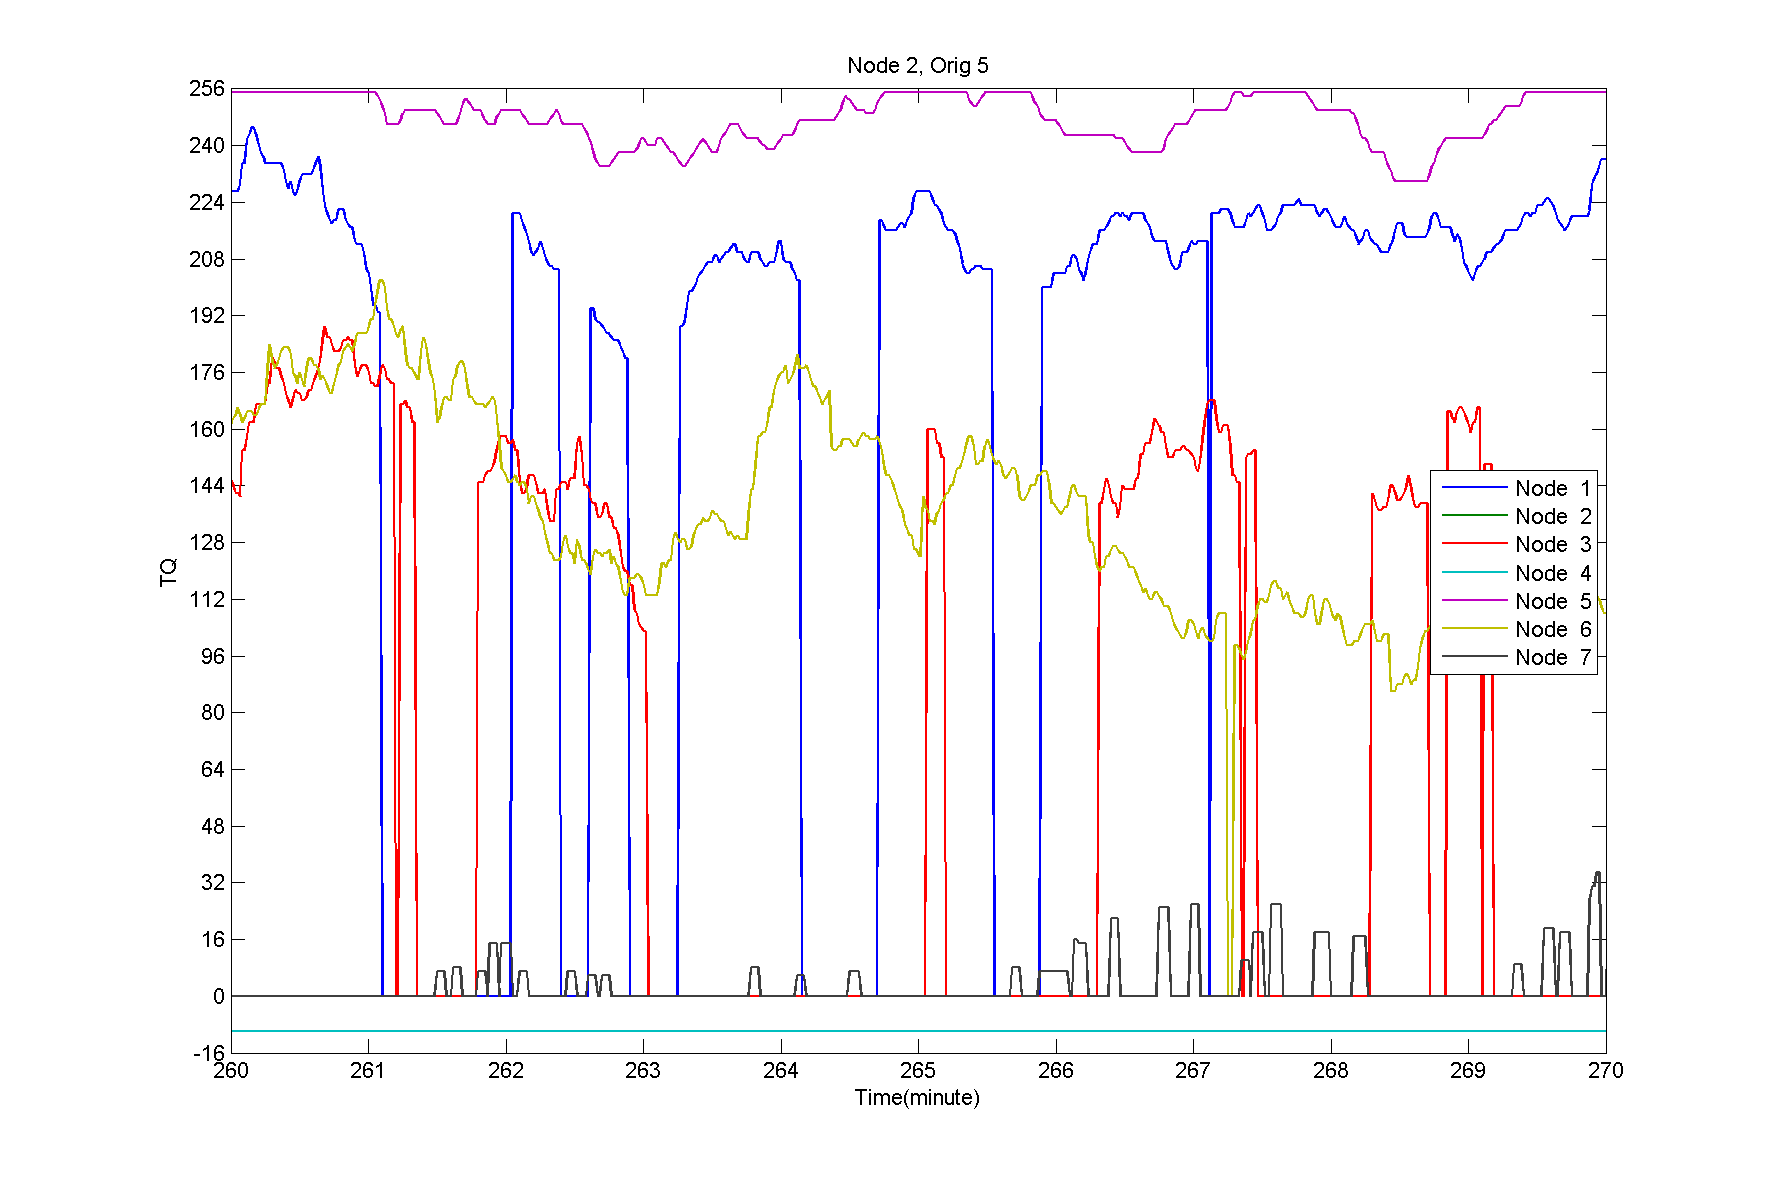 Node 2, Orig 5
256
240
224
208
192
176
160
144
128
112
96
80
64
48
32
16
0
-16
TQ
Node 1
Node 2
Node 3
Node 4
Node 5
Node 6
Node 7
260 261 262 263 264 265 266 267 268 269 270
Time(minute)